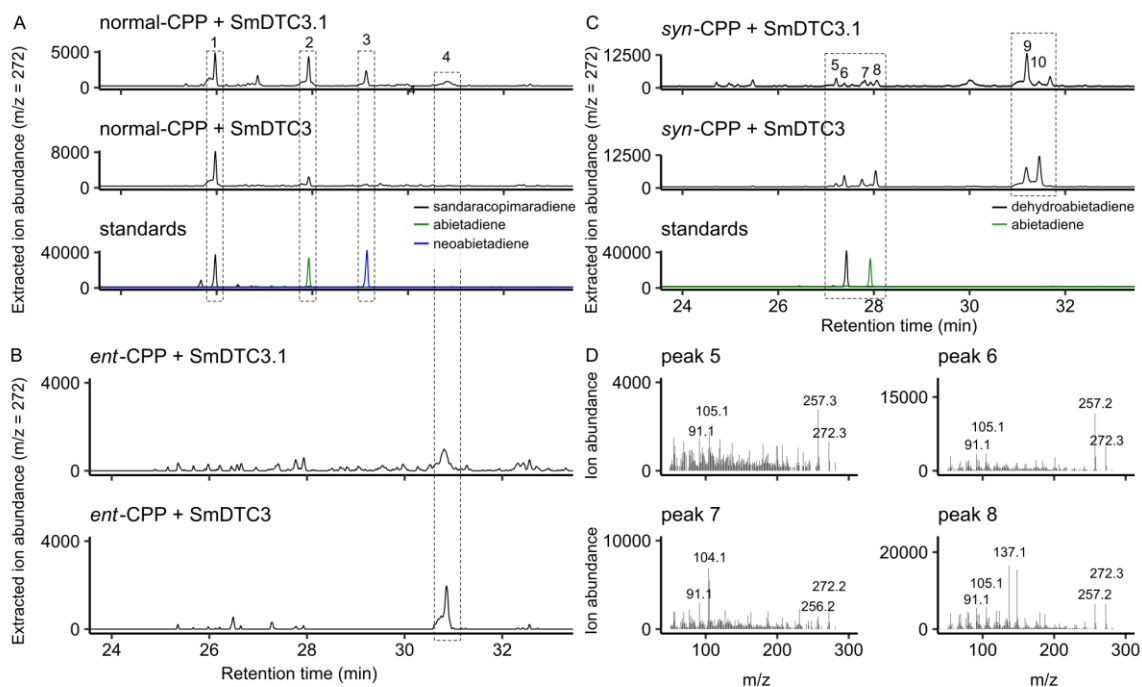 A
normal-CPP + SmDTC3.1
Extracted ion abundance (m/z = 272)
5000
0
1
2
3
4
normal-CPP + SmDTC3
8000
0
standards
40000
0
sandaracopimaradiene
abietadiene
neoabietadiene
B
ent-CPP + SmDTC3.1
Extracted ion abundance (m/z = 272)
4000
0
ent-CPP + SmDTC3
4000
0
24 26 28 30 32
Retention time (min)
C
syn-CPP + SmDTC3.1
Extracted ion abundance (m/z = 272)
12500
0
5
6
7
8
9
10
syn-CPP + SmDTC3
12500
0
standards
40000
0
dehydroabietadiene
abietadiene
24 26 28 30 32
Retention time (min)
D
peak 5
Ion abundance
4000
0
91.1
105.1
257.3
272.3
peak 6
15000
0
91.1
105.1
257.2
272.3
peak 7
Ion abundance
10000
0
91.1
104.1
256.2
272.2
100 200 300
m/z
peak 8
20000
0
91.1
105.1
137.1
257.2
272.3
100 200 300
m/z